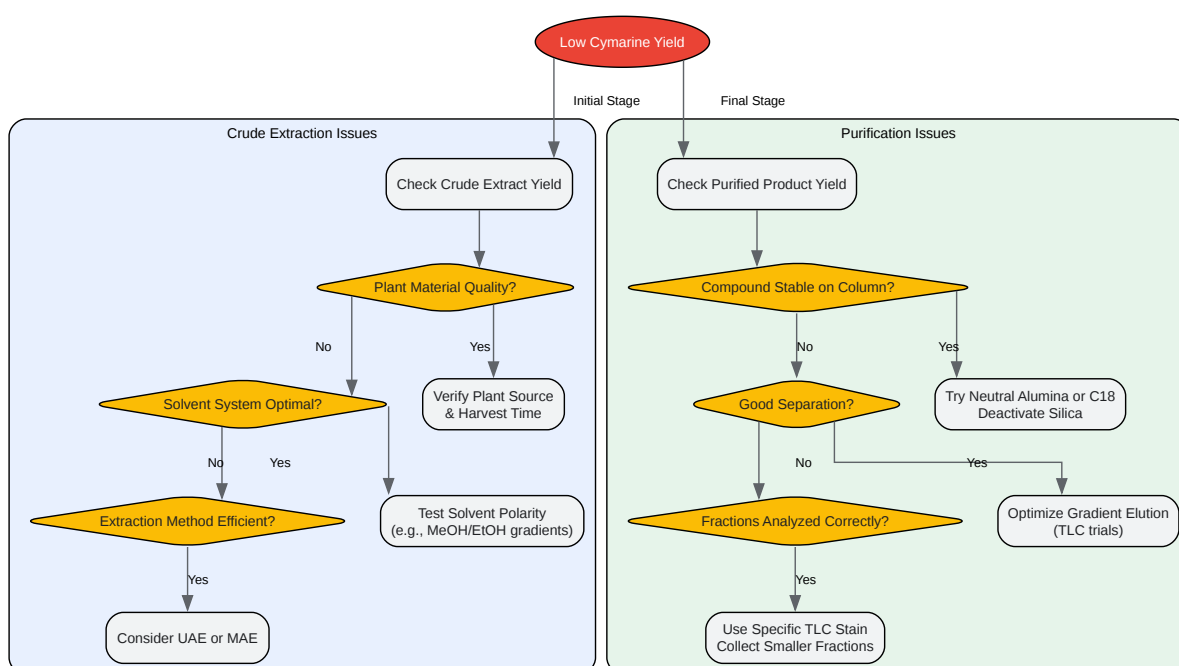 Low Cymarine Yield
Initial Stage
Final Stage
Crude Extraction Issues
Purification Issues
Check Crude Extract Yield
Check Purified Product Yield
Plant Material Quality?
Compound Stable on Column?
No
Yes
No
Yes
Solvent System Optimal?
Verify Plant Source
& Harvest Time
Good Separation?
Try Neutral Alumina or C18
Deactivate Silica
No
Yes
No
Yes
Extraction Method Efficient?
Test Solvent Polarity
(e.g., MeOH/EtOH gradients)
Fractions Analyzed Correctly?
Optimize Gradient Elution
(TLC trials)
Yes
Yes
Consider UAE or MAE
Use Specific TLC Stain
Collect Smaller Fractions